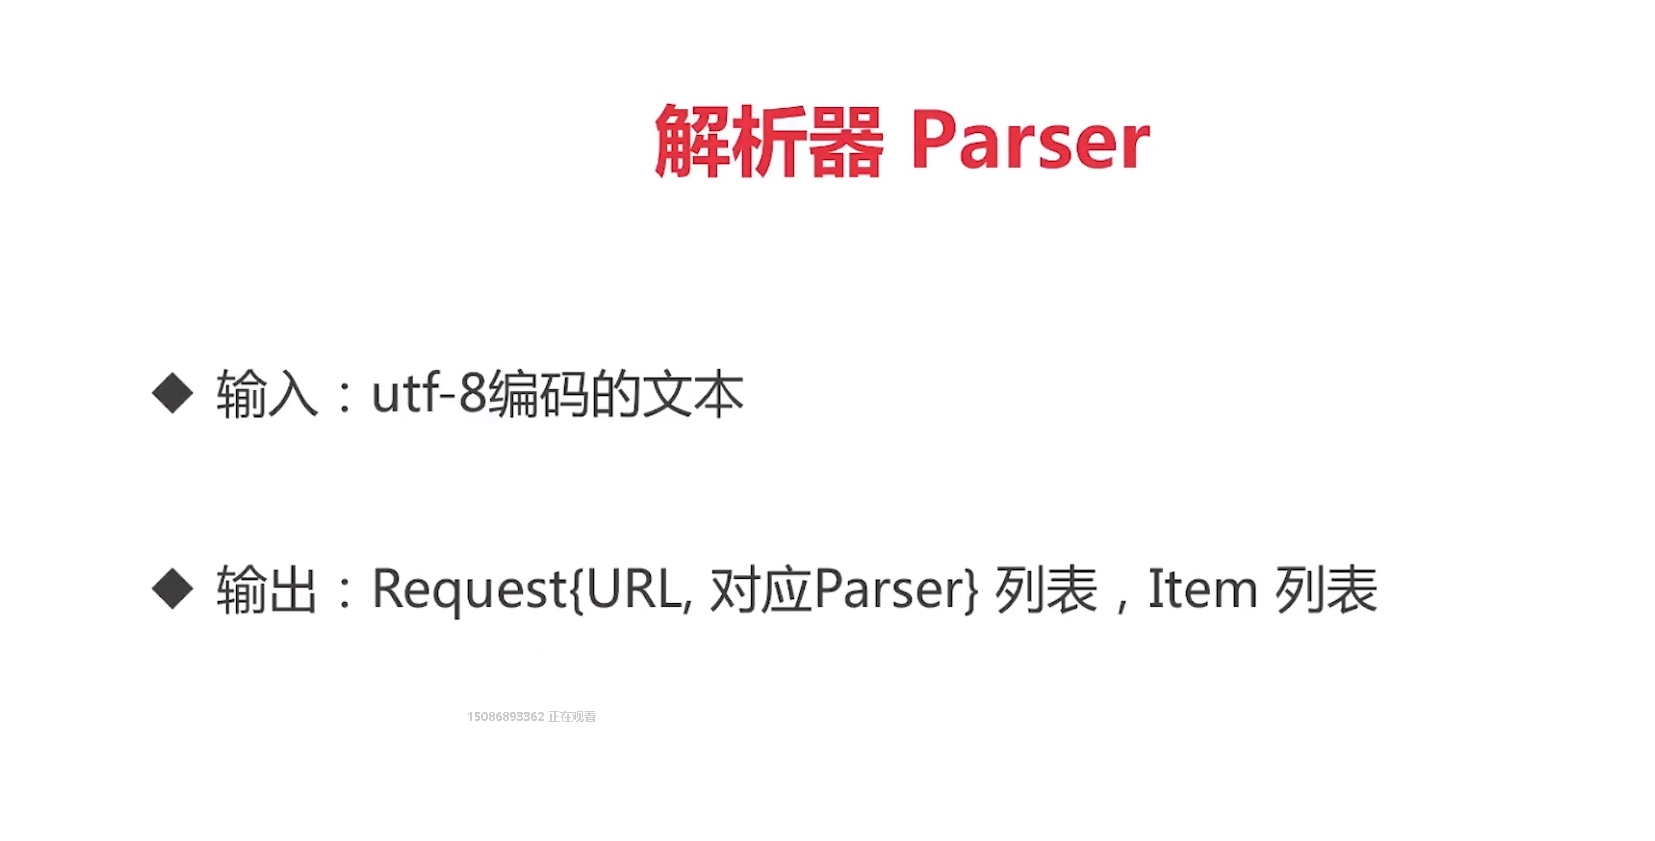 解析器 Parser
◆ 输入：utf-8编码的文本
◆ 输出：Request{URL, 对应Parser} 列表，Item 列表
15086893362 正在观看